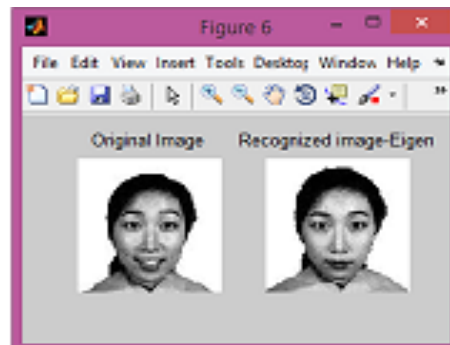 Figure 6
File Edit View Insert Tools Desktop Window Help
Original Image Recognized image-Eigen